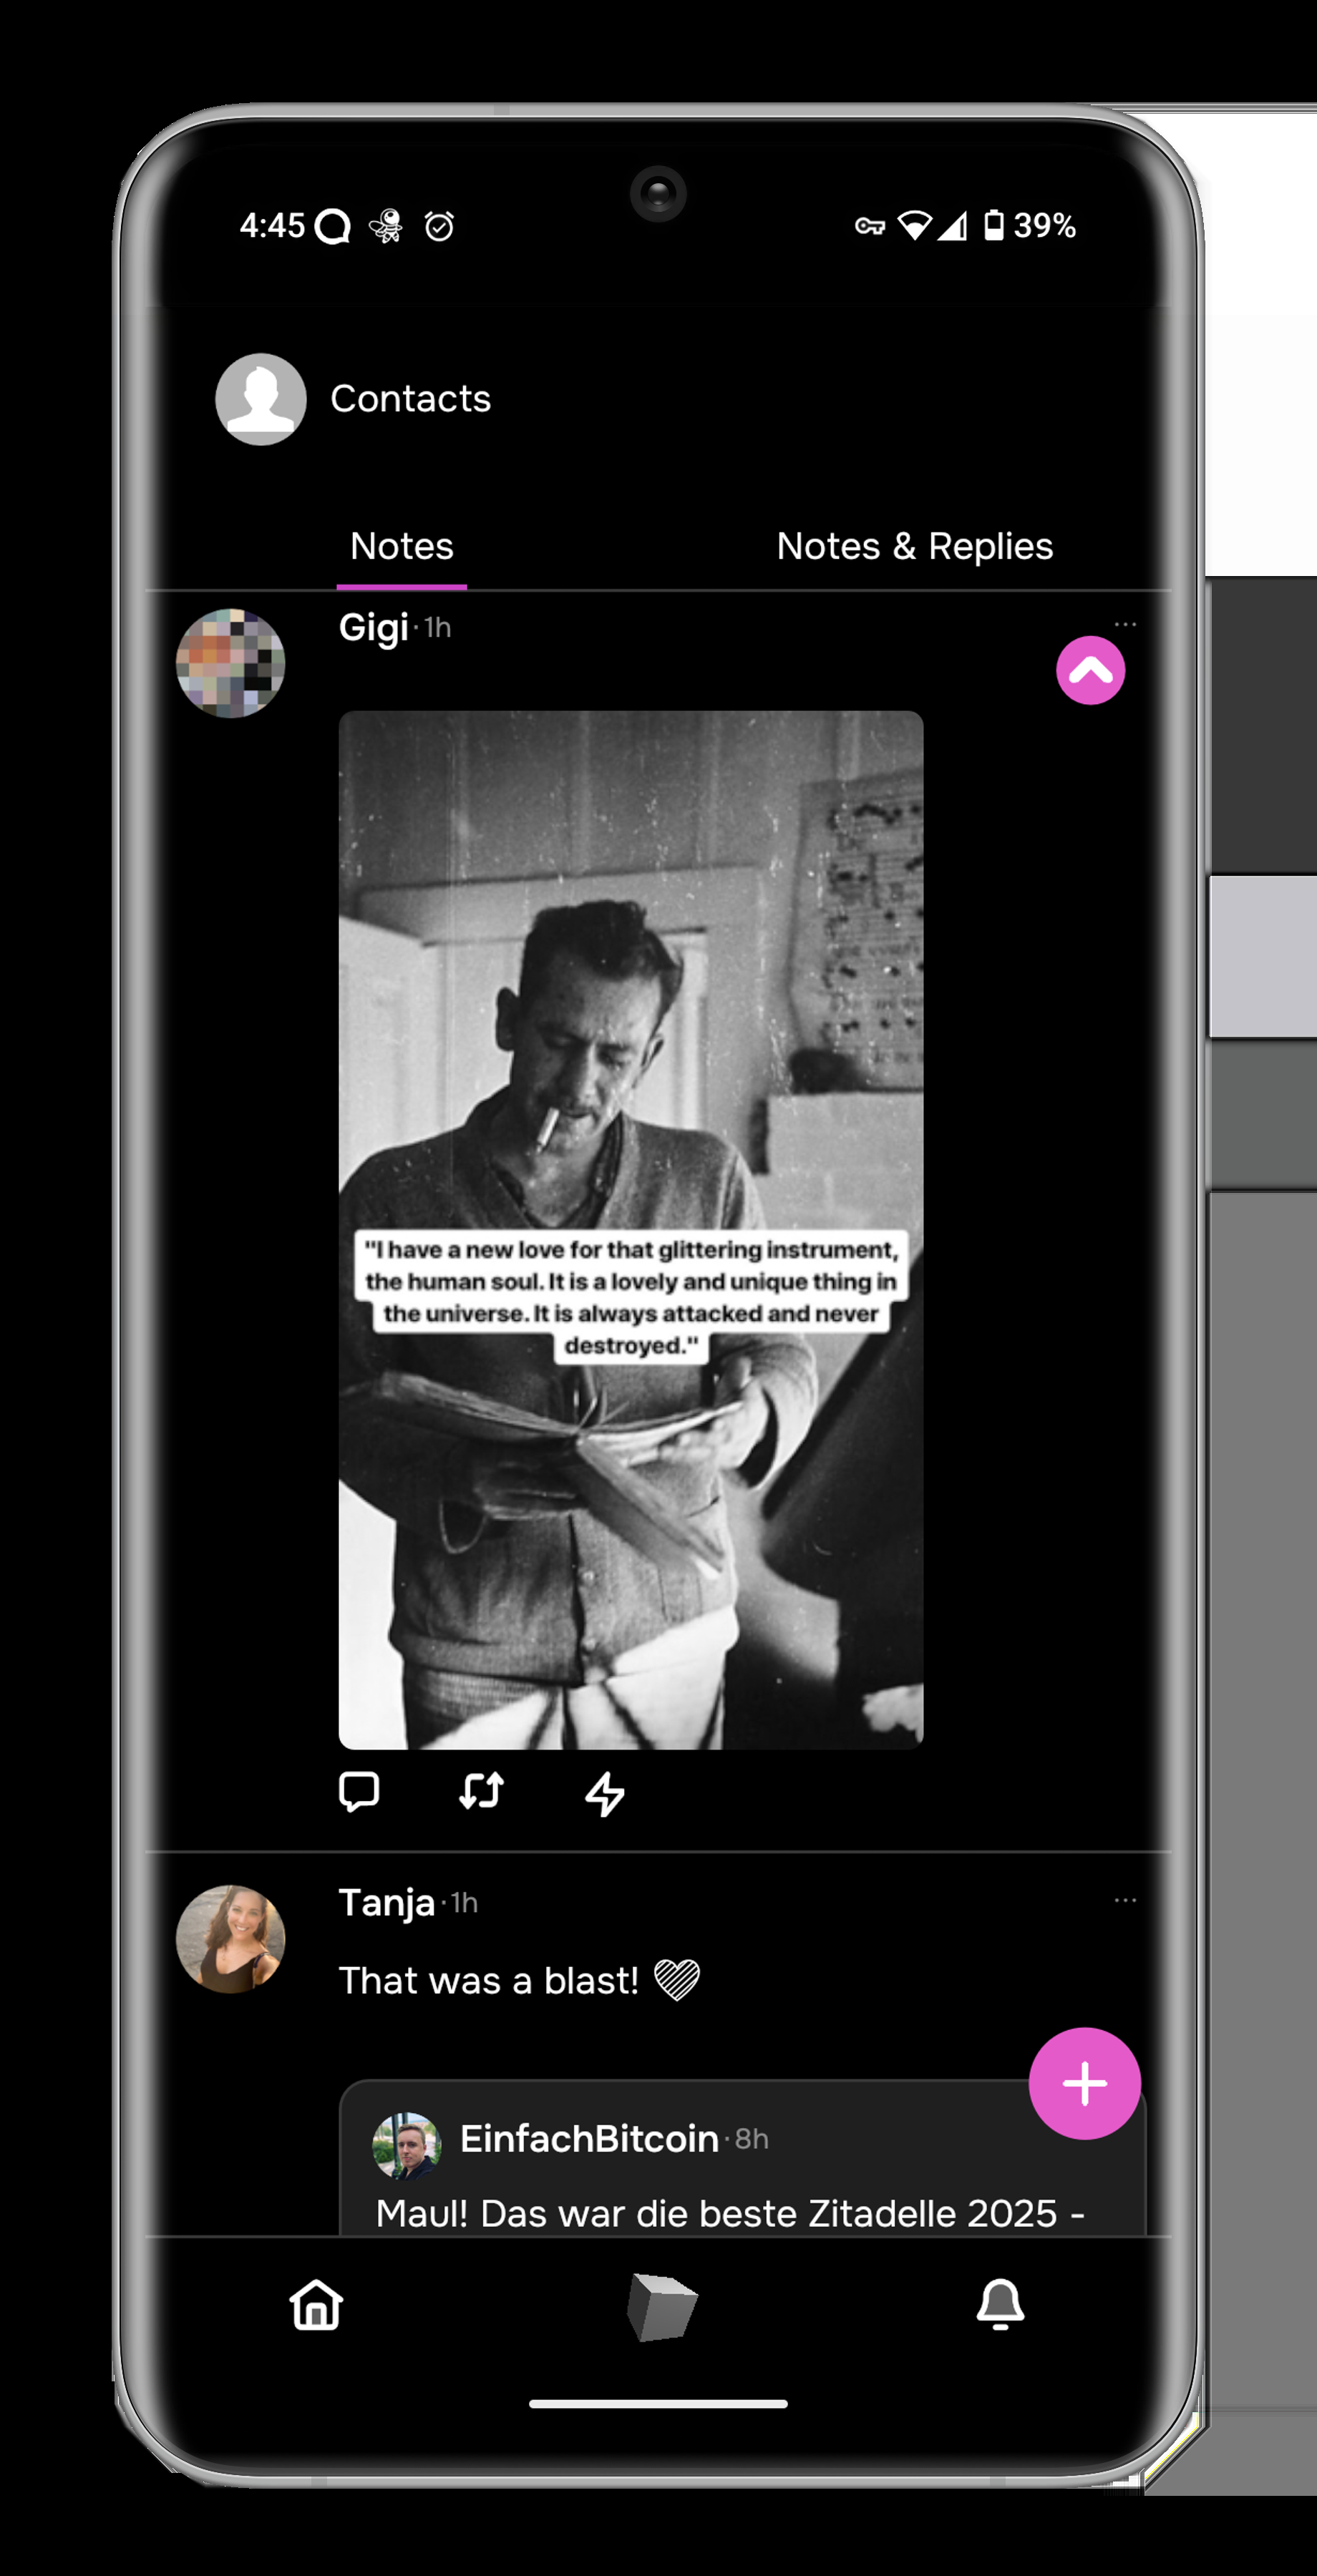 4:45
39%
Contacts
Notes
Notes & Replies
Gigi · 1h
"I have a new love for that glittering instrument,
the human soul. It is a lovely and unique thing in
the universe. It is always attacked and never
destroyed."
Tanja · 1h
That was a blast!
EinfachBitcoin · 8h
Maul! Das war die beste Zitadelle 2025 -